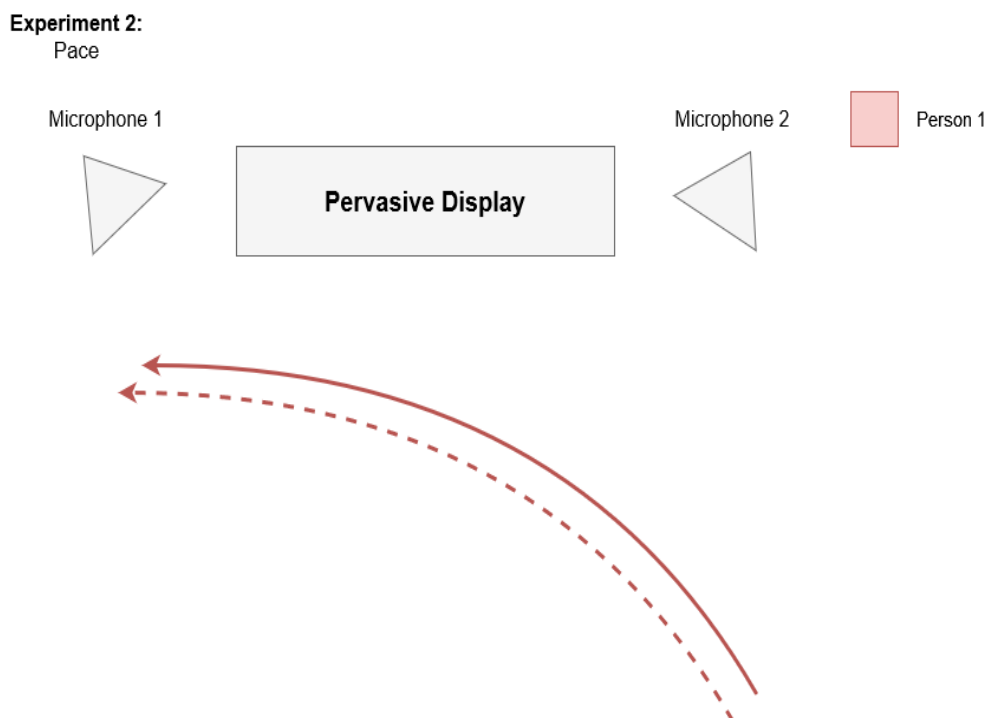 Experiment 2:
Pace
Microphone 1
Microphone 2
Person 1
Pervasive Display